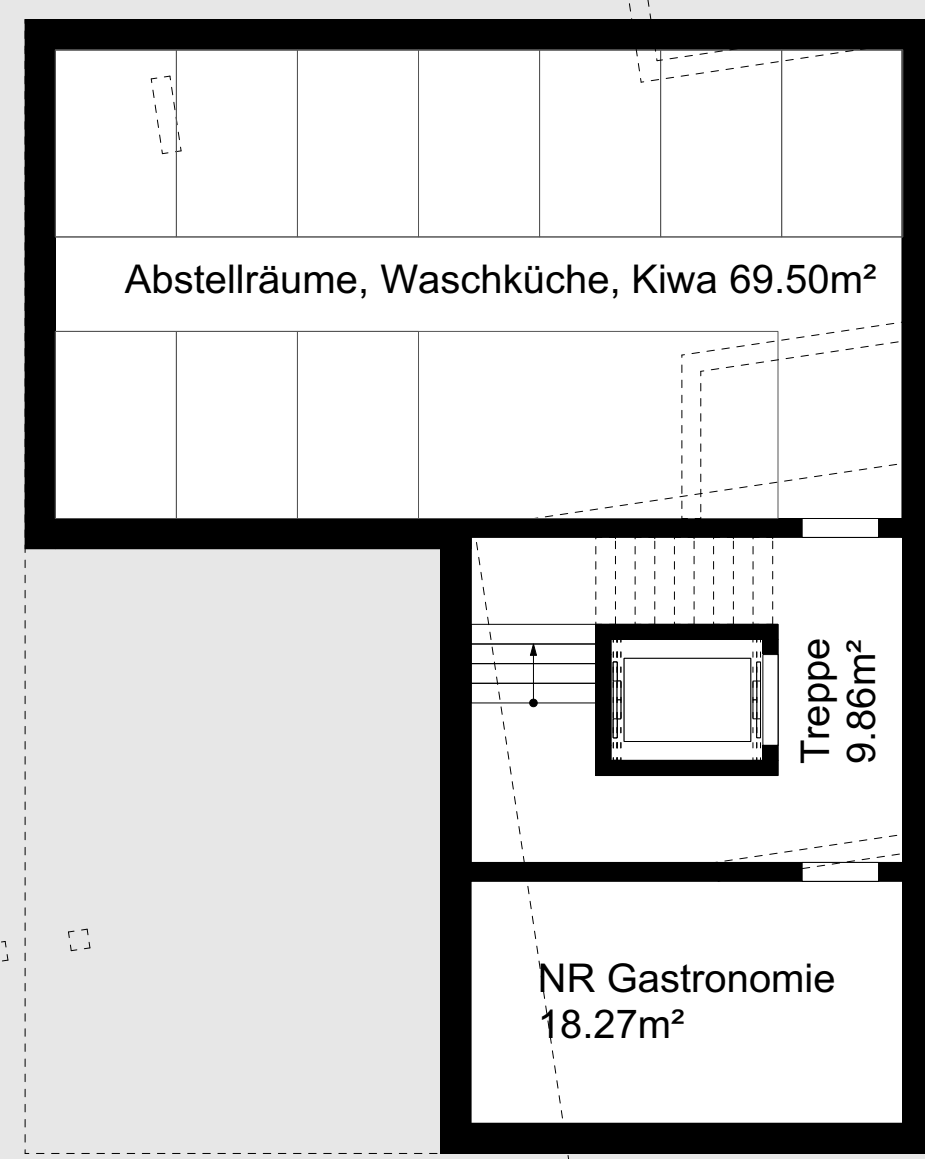 Abstellräume, Waschküche, Kiwa 69.50m²
Treppe
9.86m²
NR Gastronomie
18.27m²